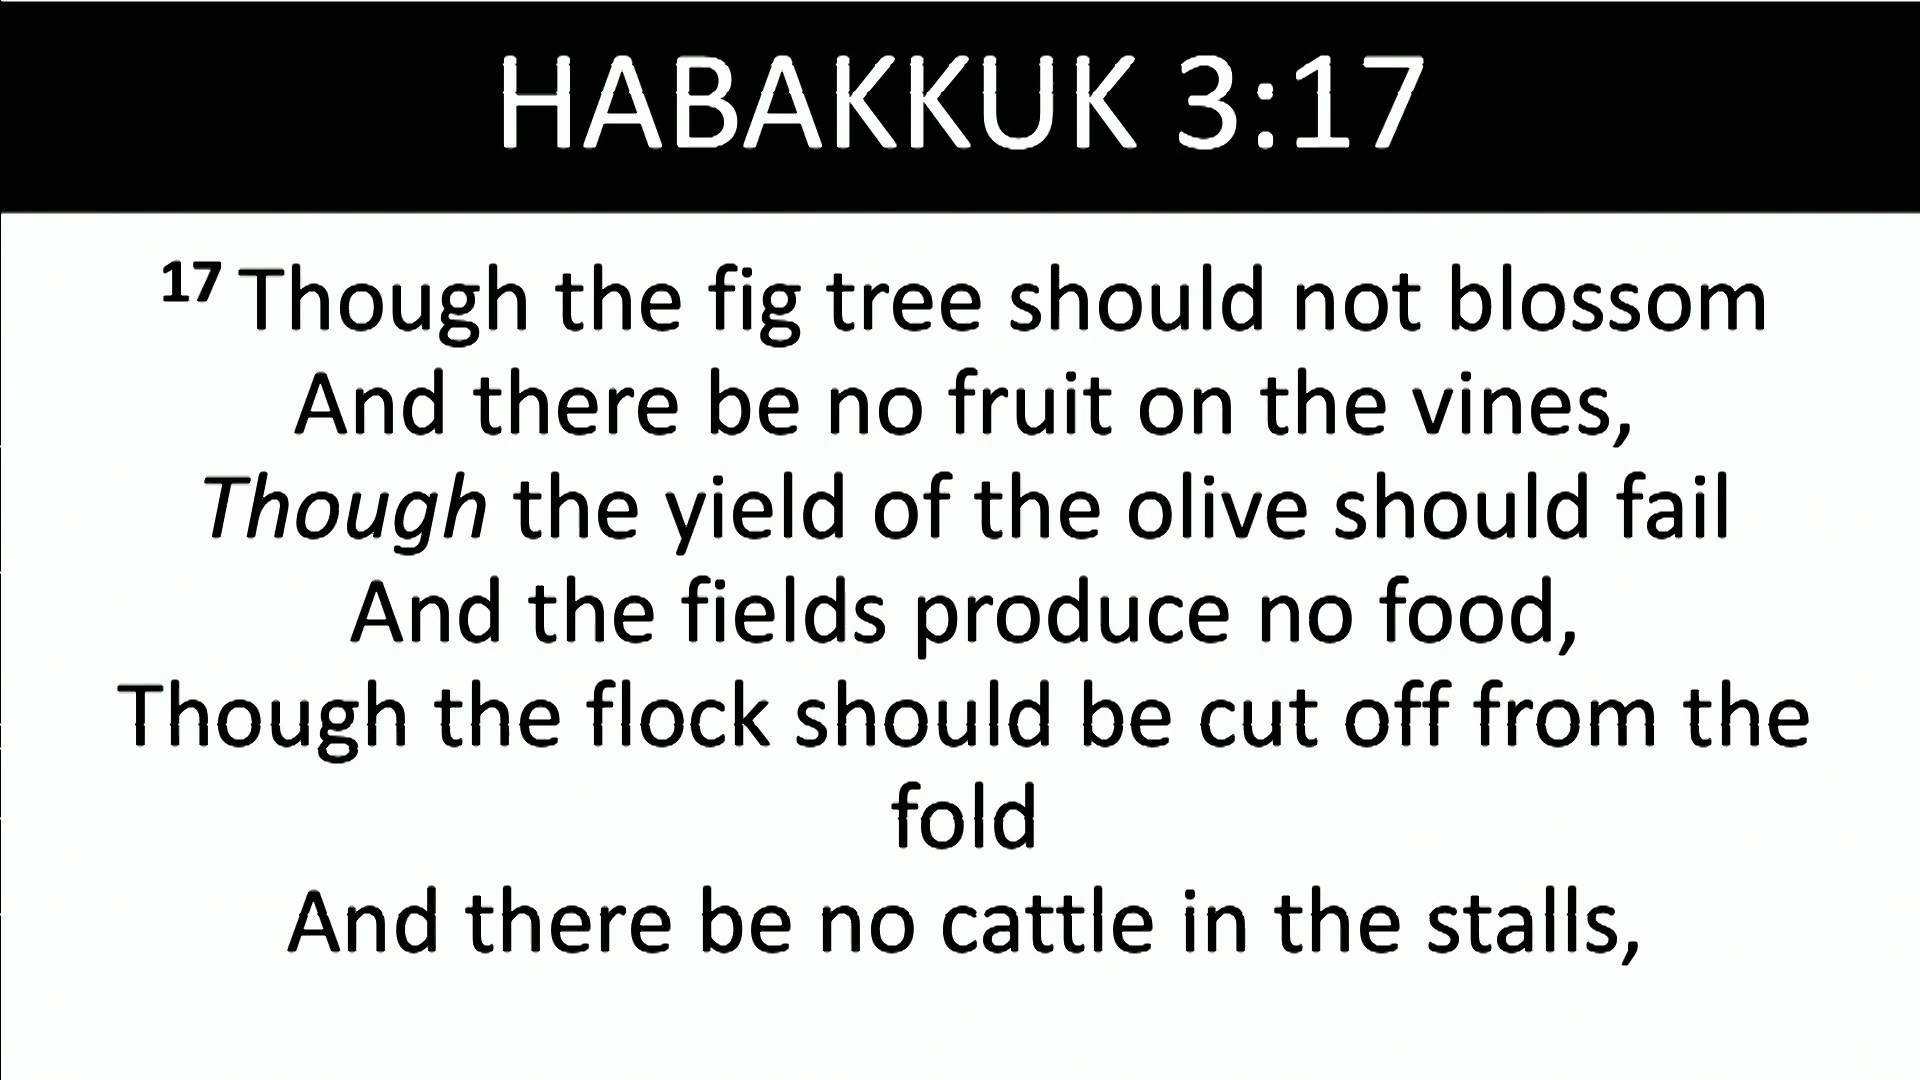 HABAKKUK 3:17
17 Though the fig tree should not blossom
And there be no fruit on the vines,
Though the yield of the olive should fail
And the fields produce no food,
Though the flock should be cut off from the
fold
And there be no cattle in the stalls,